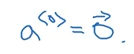 a^{<0>} = \vec{0}.